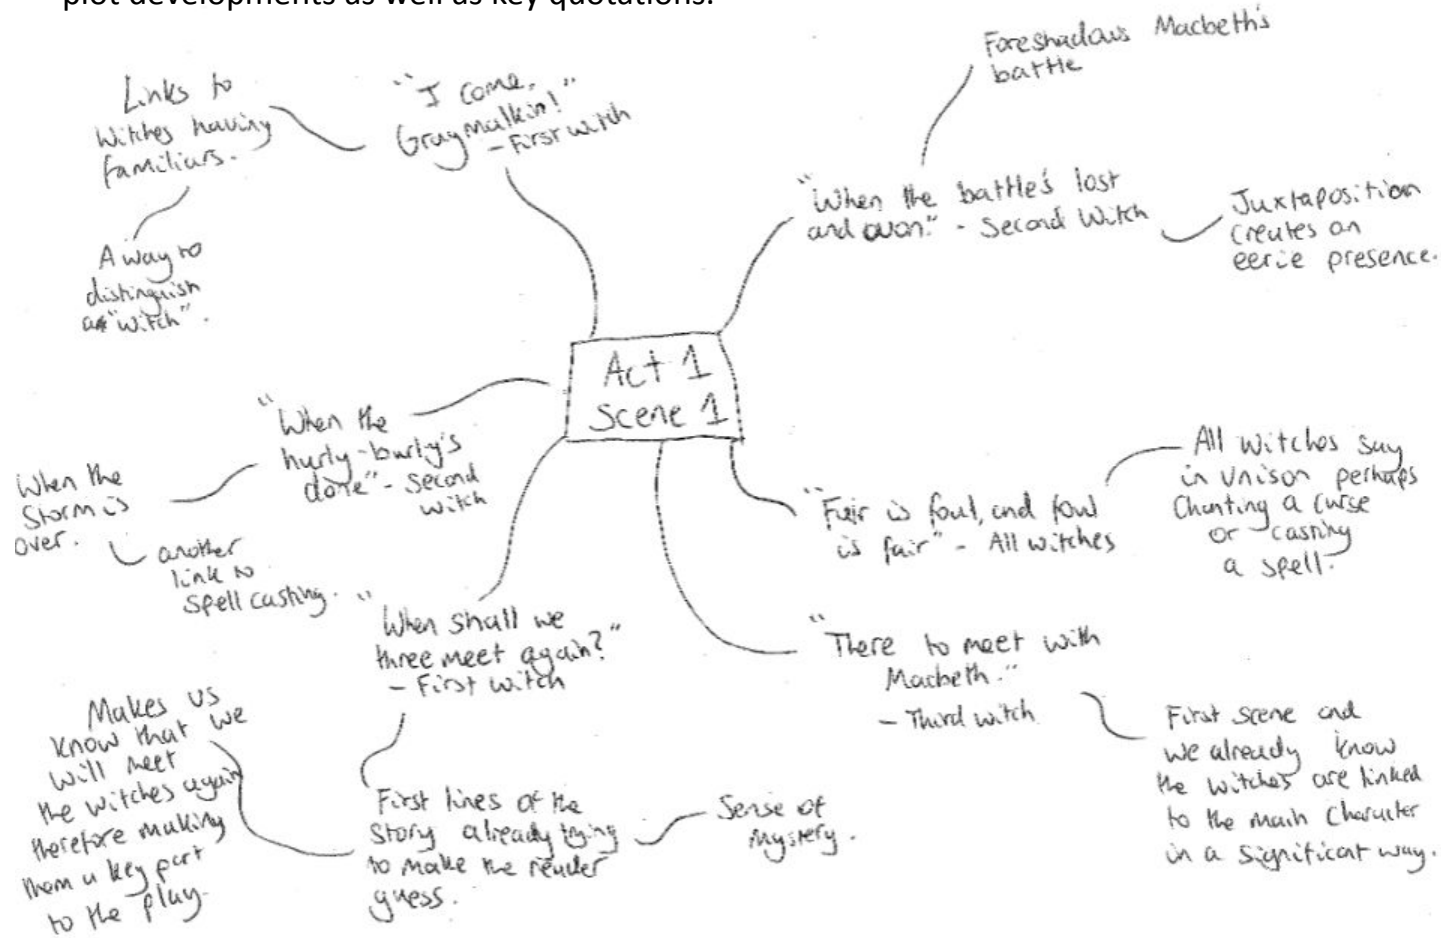 plot developments as well as key quotations.
Foreshadows Macbeth's
battle
Links to
Witches having
familiars.
"I come,
Graymalkin!"
- First witch
"When the battle's lost
and won." - Second Witch
Juxtaposition
creates an
eerie presence.
A way to
distinguish
a "witch".
Act 1
Scene 1
"When the
hurly-burly's
done" - Second
witch
When the
Storm is
over.
another
link to
spell casting.
"Fair is foul, and foul
is fair" - All witches
All witches say
in unison perhaps
Chanting a curse
or casting
a spell.
"When shall we
three meet again?"
- First witch
"There to meet with
Macbeth."
- Third witch
Makes us
know that we
will meet
the witches again
therefore making
them a key part
to the play.
First lines of the
story already trying
to make the reader
guess.
Sense of
Mystery.
First scene and
we already know
the witches are linked
to the main character
in a significant way.